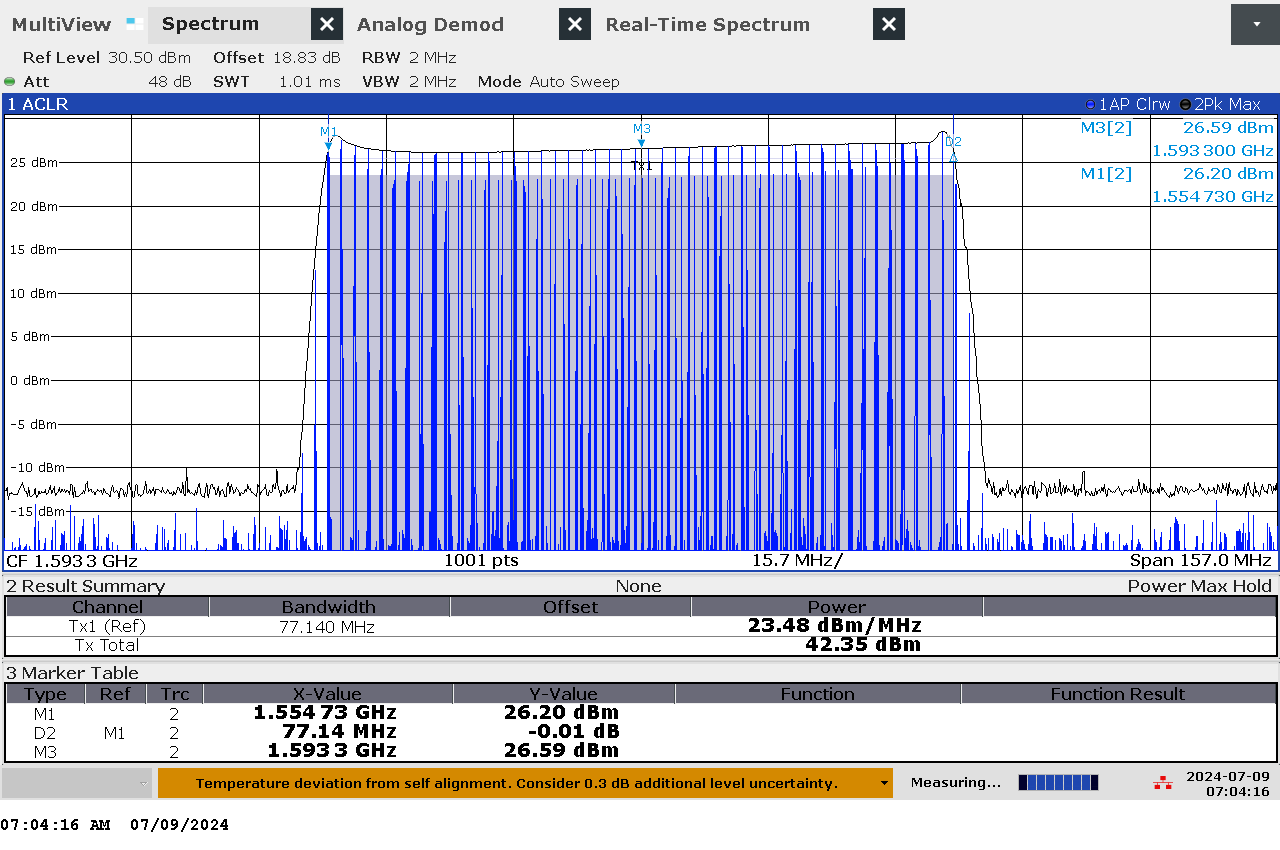 MultiView Spectrum Analog Demod Real-Time Spectrum
Ref Level 30.50 dBm Offset 18.83 dB RBW 2 MHz
Att 48 dB SWT 1.01 ms VBW 2 MHz Mode Auto Sweep
1 ACLR 1AP Clrw 2Pk Max
M1 M3 M3[2] 26.59 dBm
D2
1.593 300 GHz
25 dBm
Tx1
M1[2] 26.20 dBm
1.554 730 GHz
20 dBm
15 dBm
10 dBm
5 dBm
0 dBm
-5 dBm
-10 dBm
-15 dBm
CF 1.593 3 GHz 1001 pts 15.7 MHz/ Span 157.0 MHz
2 Result Summary None Power Max Hold
Channel Bandwidth Offset Power
Tx1 (Ref) 77.140 MHz 23.48 dBm/MHz
Tx Total 42.35 dBm
3 Marker Table
Type Ref Trc X-Value Y-Value Function Function Result
M1 2 1.554 73 GHz 26.20 dBm
D2 M1 2 77.14 MHz -0.01 dB
M3 2 1.593 3 GHz 26.59 dBm
Temperature deviation from self alignment. Consider 0.3 dB additional level uncertainty. Measuring... 2024-07-09
07:04:16
07:04:16 AM 07/09/2024